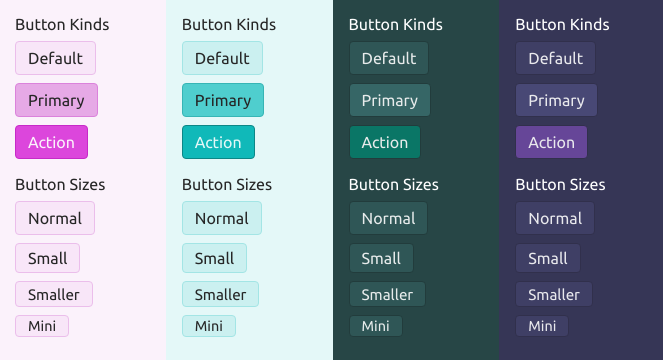 Button Kinds
Default
Primary
Action
Button Sizes
Normal
Small
Smaller
Mini
Button Kinds
Default
Primary
Action
Button Sizes
Normal
Small
Smaller
Mini
Button Kinds
Default
Primary
Action
Button Sizes
Normal
Small
Smaller
Mini
Button Kinds
Default
Primary
Action
Button Sizes
Normal
Small
Smaller
Mini